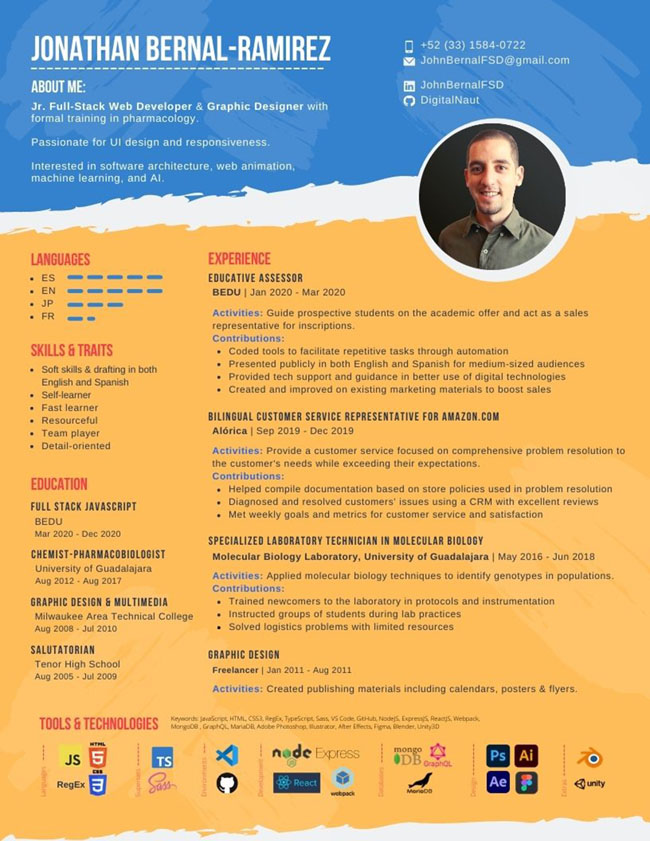 JONATHAN BERNAL-RAMIREZ
ABOUT ME:
Jr. Full-Stack Web Developer & Graphic Designer with
formal training in pharmacology.
Passionate for UI design and responsiveness.
Interested in software architecture, web animation,
machine learning, and AI.
+52 (33) 1584-0722
JohnBernalFSD@gmail.com
JohnBernalFSD
DigitalNaut
LANGUAGES
ES
EN
JP
FR
SKILLS & TRAITS
Soft skills & drafting in both
English and Spanish
Self-learner
Fast learner
Resourceful
Team player
Detail-oriented
EDUCATION
FULL STACK JAVASCRIPT
BEDU
Mar 2020 - Dec 2020
CHEMIST-PHARMACOBIOLOGIST
University of Guadalajara
Aug 2012 - Aug 2017
GRAPHIC DESIGN & MULTIMEDIA
Milwaukee Area Technical College
Aug 2008 - Jul 2010
SALUTATORIAN
Tenor High School
Aug 2005 - Jul 2009
EXPERIENCE
EDUCATIVE ASSESSOR
BEDU | Jan 2020 - Mar 2020
Activities: Guide prospective students on the academic offer and act as a sales
representative for inscriptions.
Contributions:
Coded tools to facilitate repetitive tasks through automation
Presented publicly in both English and Spanish for medium-sized audiences
Provided tech support and guidance in better use of digital technologies
Created and improved on existing marketing materials to boost sales
BILINGUAL CUSTOMER SERVICE REPRESENTATIVE FOR AMAZON.COM
Alórica | Sep 2019 - Dec 2019
Activities: Provide a customer service focused on comprehensive problem resolution to
the customer's needs while exceeding their expectations.
Contributions:
Helped compile documentation based on store policies used in problem resolution
Diagnosed and resolved customers' issues using a CRM with excellent reviews
Met weekly goals and metrics for customer service and satisfaction
SPECIALIZED LABORATORY TECHNICIAN IN MOLECULAR BIOLOGY
Molecular Biology Laboratory, University of Guadalajara | May 2016 - Jun 2018
Activities: Applied molecular biology techniques to identify genotypes in populations.
Contributions:
Trained newcomers to the laboratory in protocols and instrumentation
Instructed groups of students during lab practices
Solved logistics problems with limited resources
GRAPHIC DESIGN
Freelancer | Jan 2011 - Aug 2011
Activities: Created publishing materials including calendars, posters & flyers.
TOOLS & TECHNOLOGIES
Keywords: JavaScript, HTML, CSS3, RegEx, TypeScript, Sass, VS Code, GitHub, NodeJS, ExpressJS, ReactJS, Webpack,
MongoDB , GraphQL, MariaDB, Adobe Photoshop, Illustrator, After Effects, Figma, Blender, Unity3D
Languages
JS
HTML
5
RegEx
CSS
3
Supersets
TS
Sass
Environments
Development
node
Express
React
webpack
Databases
mongo
DB
GraphQL
MariaDB
Design
Ps
Ai
Ae
Extras
unity